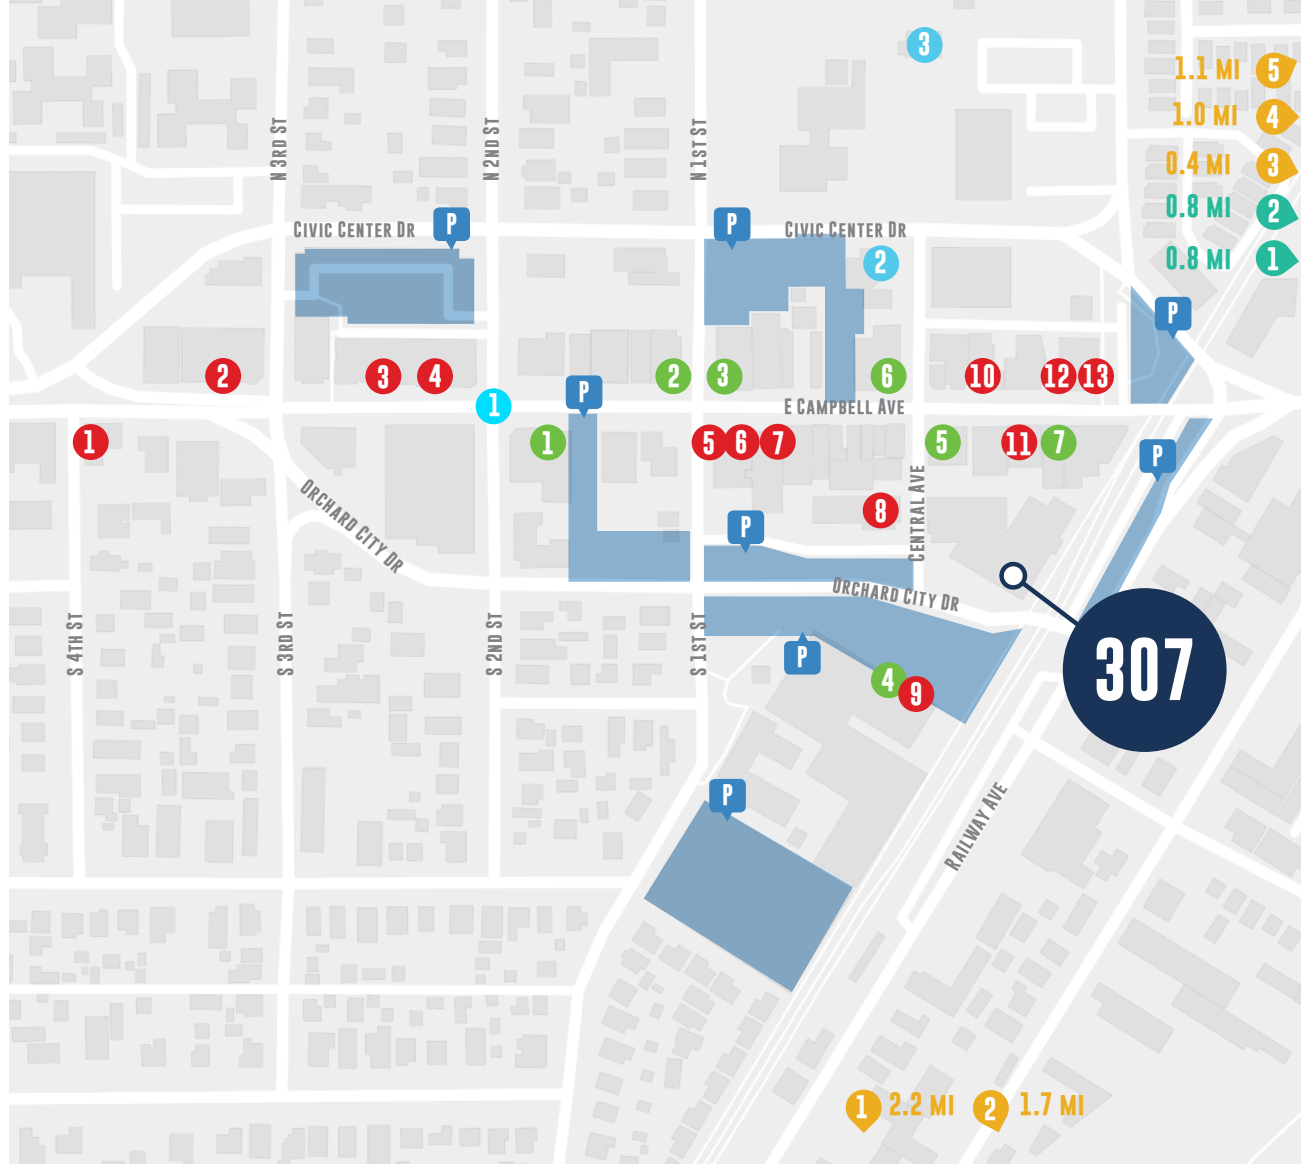 3
1.1 MI 5
1.0 MI 4
0.4 MI 3
0.8 MI 2
0.8 MI 1
N 3RD ST
N 2ND ST
N 1ST ST
P
P
CIVIC CENTER DR
CIVIC CENTER DR
2
P
2
3
4
2
3
6
10
12
13
P
1
E CAMPBELL AVE
1
1
5
6
7
5
11
7
P
ORCHARD CITY DR
8
CENTRAL AVE
P
ORCHARD CITY DR
S 4TH ST
S 3RD ST
S 2ND ST
S 1ST ST
P
307
4
9
P
RAILWAY AVE
1 2.2 MI
2 1.7 MI